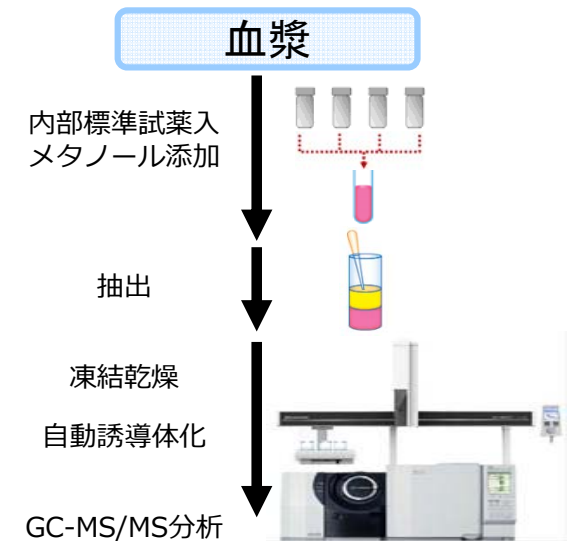 血漿
内部標準試薬入
メタノール添加
抽出
凍結乾燥
自動誘導体化
GC-MS/MS分析